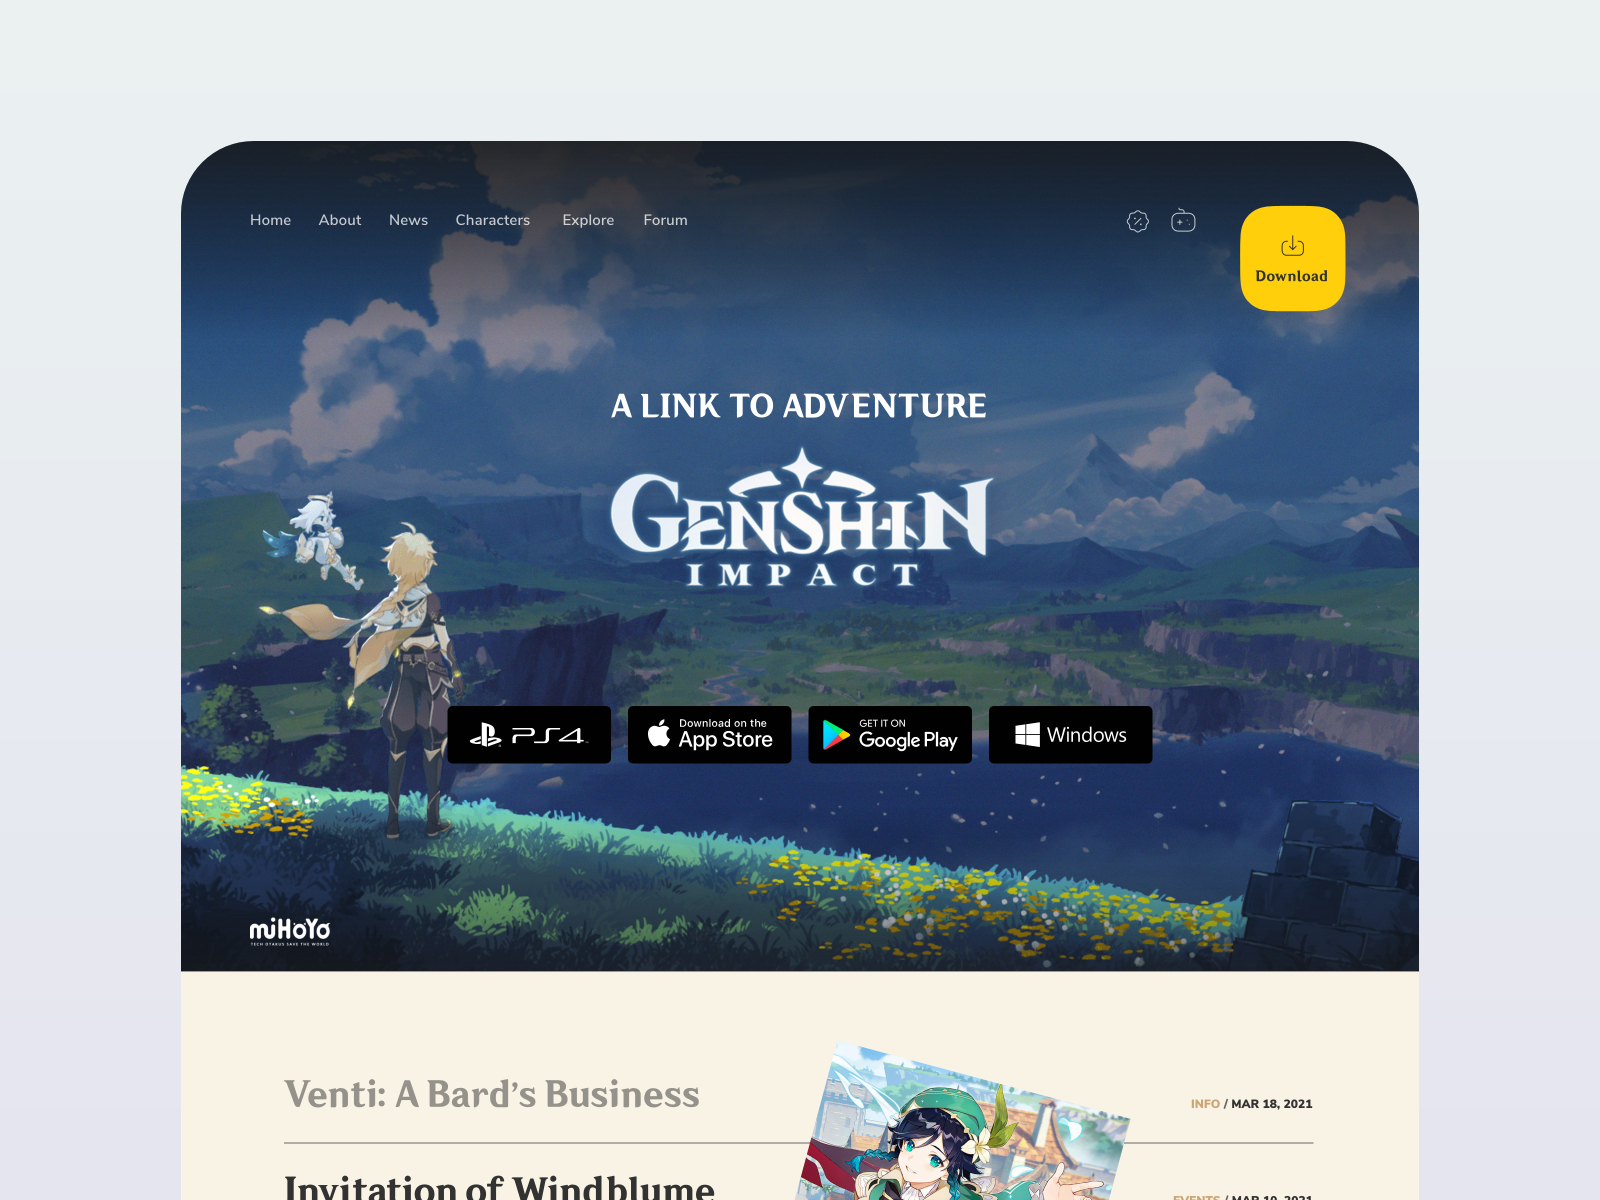 Home About News Characters Explore Forum
Download
A LINK TO ADVENTURE
GENSHIN
IMPACT
PS4
Download on the
App Store
GET IT ON
Google Play
Windows
miHoYo
TECH OTAKUS SAVE THE WORLD
Venti: A Bard’s Business
INFO / MAR 18, 2021
Invitation of Windblume
EVENTS / MAR 10, 2021